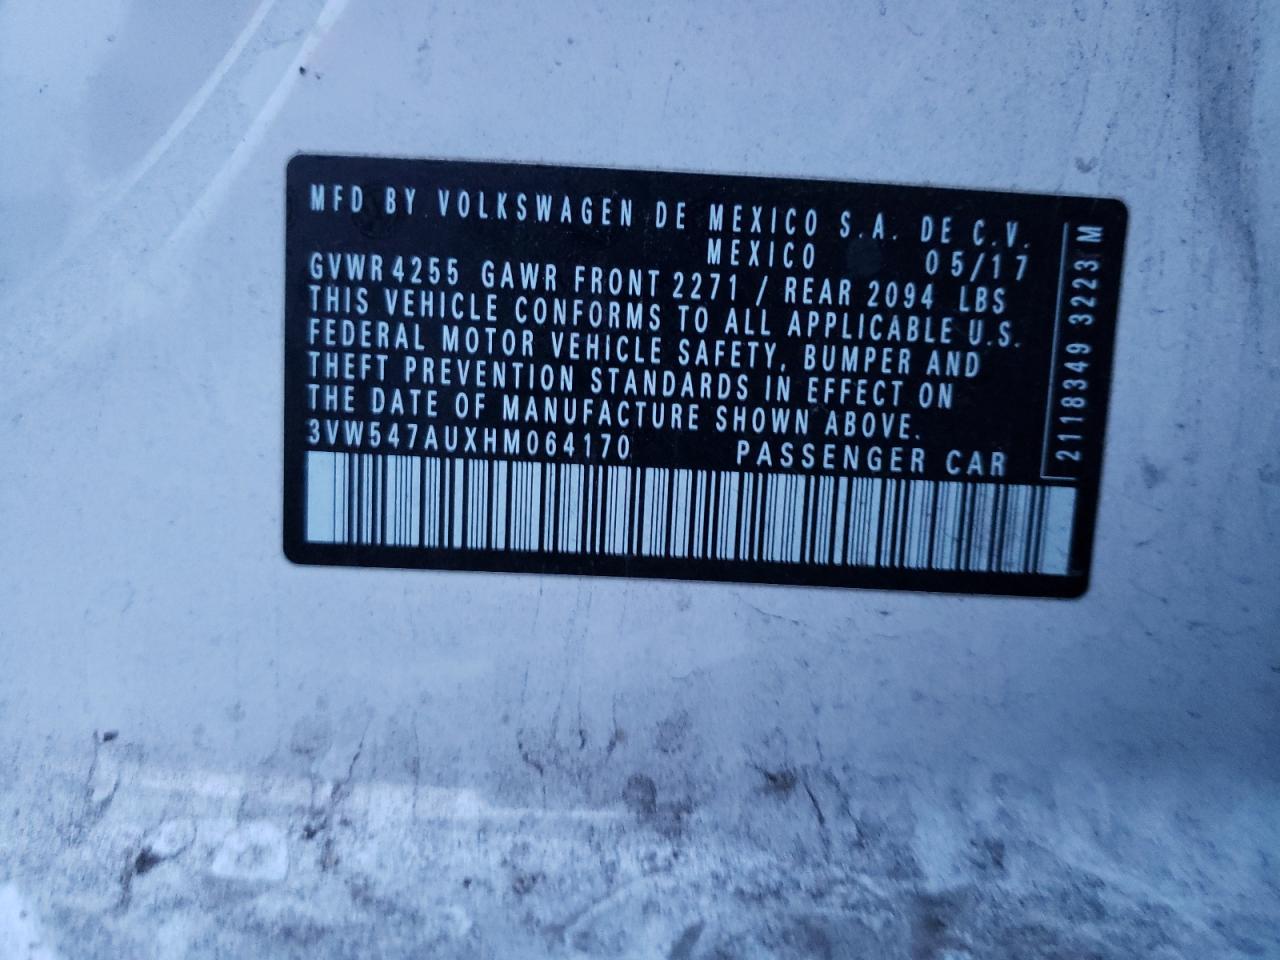 MFD BY VOLKSWAGEN DE MEXICO S.A. DE C.V.
MEXICO 05/17
GVWR 4255 GAWR FRONT 2271 / REAR 2094 LBS
THIS VEHICLE CONFORMS TO ALL APPLICABLE U.S.
FEDERAL MOTOR VEHICLE SAFETY, BUMPER AND
THEFT PREVENTION STANDARDS IN EFFECT ON
THE DATE OF MANUFACTURE SHOWN ABOVE.
3VW547AUXHM064170 PASSENGER CAR
2118349 3223 M